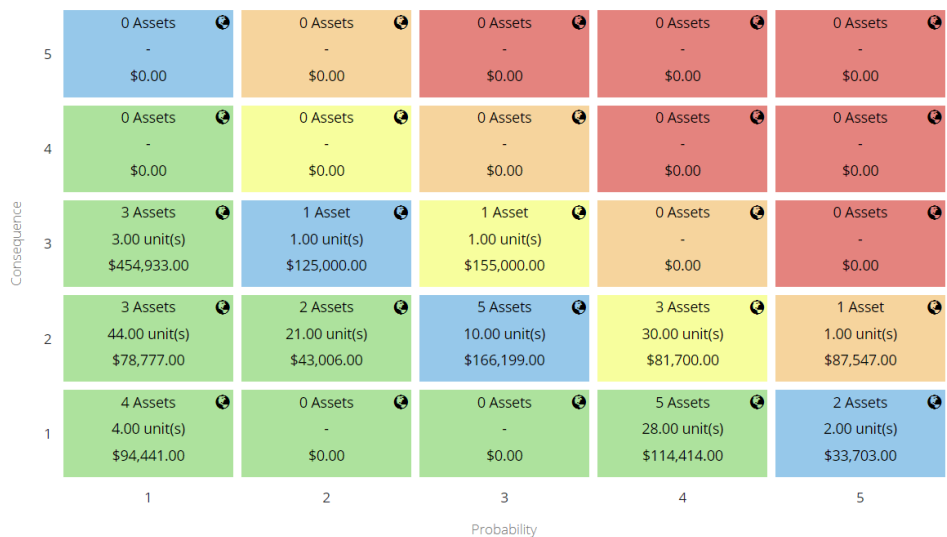 5
0 Assets
-
$0.00
0 Assets
-
$0.00
0 Assets
-
$0.00
0 Assets
-
$0.00
0 Assets
-
$0.00
4
0 Assets
-
$0.00
0 Assets
-
$0.00
0 Assets
-
$0.00
0 Assets
-
$0.00
0 Assets
-
$0.00
Consequence
3
3 Assets
3.00 unit(s)
$454,933.00
1 Asset
1.00 unit(s)
$125,000.00
1 Asset
1.00 unit(s)
$155,000.00
0 Assets
-
$0.00
0 Assets
-
$0.00
2
3 Assets
44.00 unit(s)
$78,777.00
2 Assets
21.00 unit(s)
$43,006.00
5 Assets
10.00 unit(s)
$166,199.00
3 Assets
30.00 unit(s)
$81,700.00
1 Asset
1.00 unit(s)
$87,547.00
1
4 Assets
4.00 unit(s)
$94,441.00
0 Assets
-
$0.00
0 Assets
-
$0.00
5 Assets
28.00 unit(s)
$114,414.00
2 Assets
2.00 unit(s)
$33,703.00
1
2
3
4
5
Probability